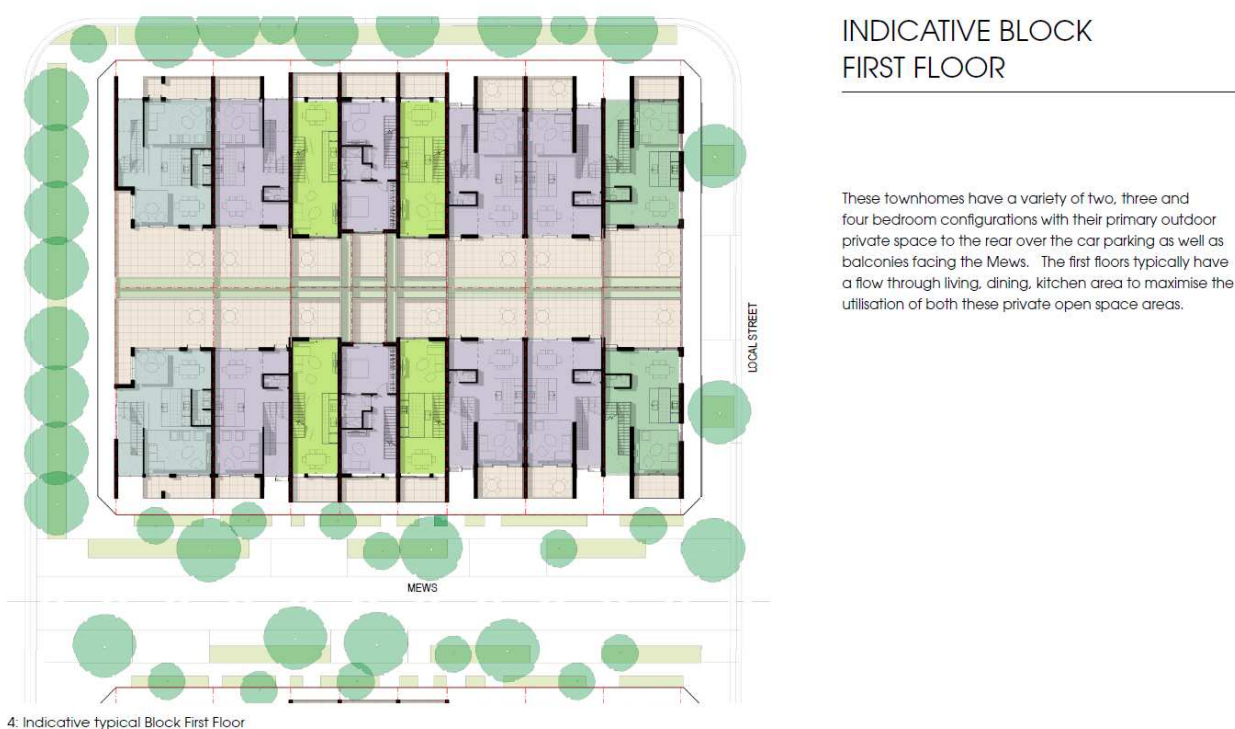 INDICATIVE BLOCK
FIRST FLOOR
These townhomes have a variety of two, three and
four bedroom configurations with their primary outdoor
private space to the rear over the car parking as well as
balconies facing the Mews. The first floors typically have
a flow through living, dining, kitchen area to maximise the
utilisation of both these private open space areas.
LOCAL STREET
MEWS
4: Indicative typical Block First Floor